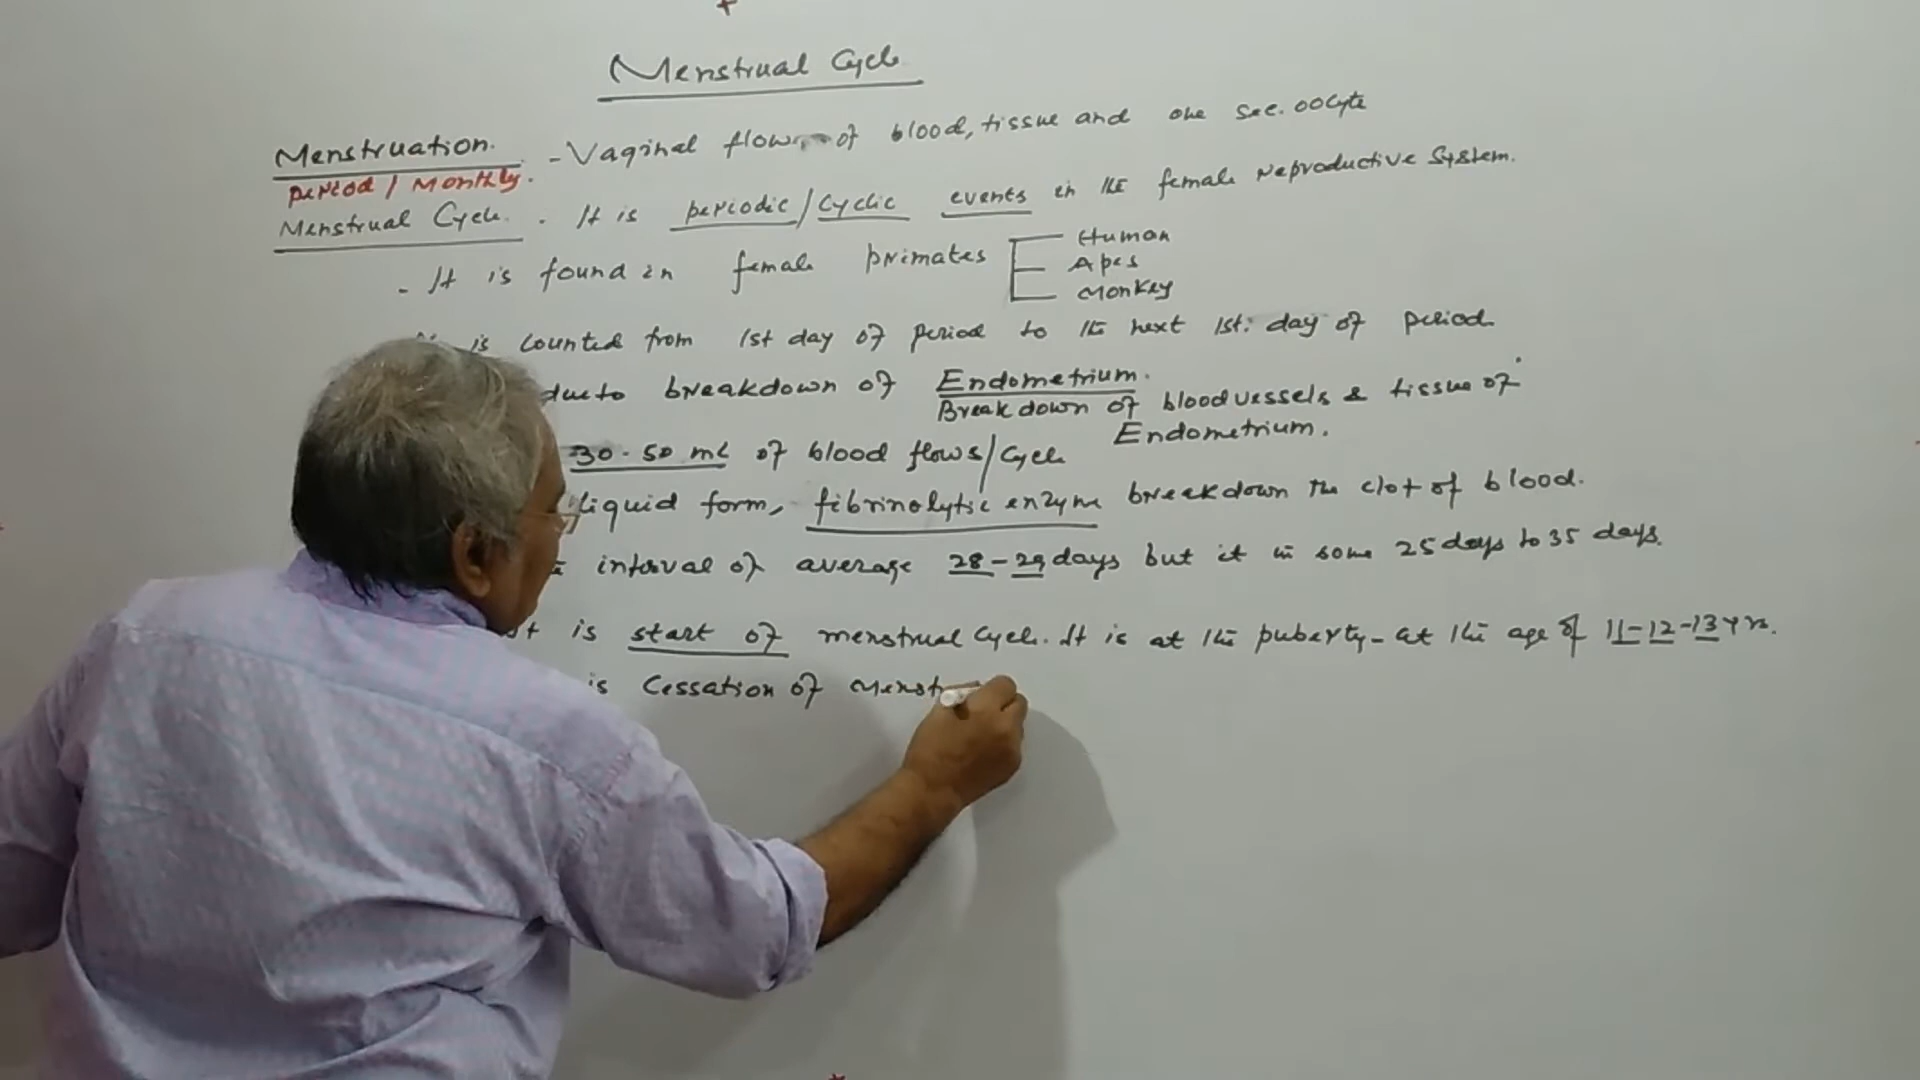 Menstrual Cycle
Menstruation. - Vaginal flow of blood, tissue and one sec. oocyte
Period / Monthly.
Menstrual Cycle. - It is periodic/cyclic events in the female reproductive system.
- It is found in female primates
Human
Apes
Monkey
is counted from 1st day of period to the next 1st. day of period
due to breakdown of Endometrium.
Breakdown of blood vessels & tissue of
Endometrium.
30-50 mL of blood flows/cycle
liquid form, fibrinolytic enzyme breakdown the clot of blood.
interval of average 28-29 days but it in some 25 days to 35 days.
is start of menstrual cycle. It is at the puberty - at the age of 11-12-13 yrs.
is Cessation of Menst